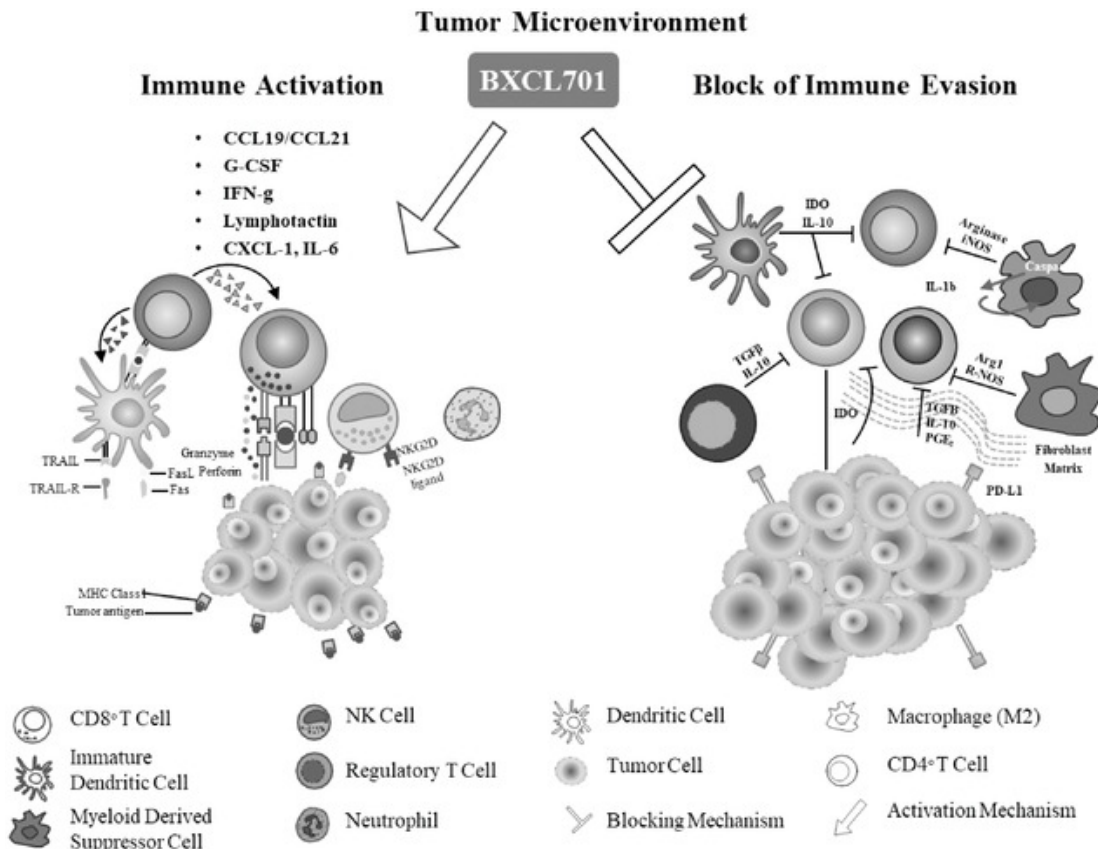 Tumor Microenvironment
Immune Activation
BXCL701
Block of Immune Evasion
• CCL19/CCL21
• G-CSF
• IFN-g
• Lymphotactin
• CXCL-1, IL-6
IDO
IL-10
Arginase
iNOS
Caspa
IL-1b
TGFβ
IL-10
Arg1
R-NOS
IDO
TGFB
IL-10
PGE
Fibroblast
Matrix
PD-L1
TRAIL
TRAIL-R
FasL
Fas
Granzyme
Perforin
NKG2D
NKG2D
ligand
MHC Class
Tumor antigen
CD8⁺T Cell
NK Cell
Dendritic Cell
Macrophage (M2)
Immature
Dendritic Cell
Regulatory T Cell
Tumor Cell
CD4⁺T Cell
Myeloid Derived
Suppressor Cell
Neutrophil
Blocking Mechanism
Activation Mechanism